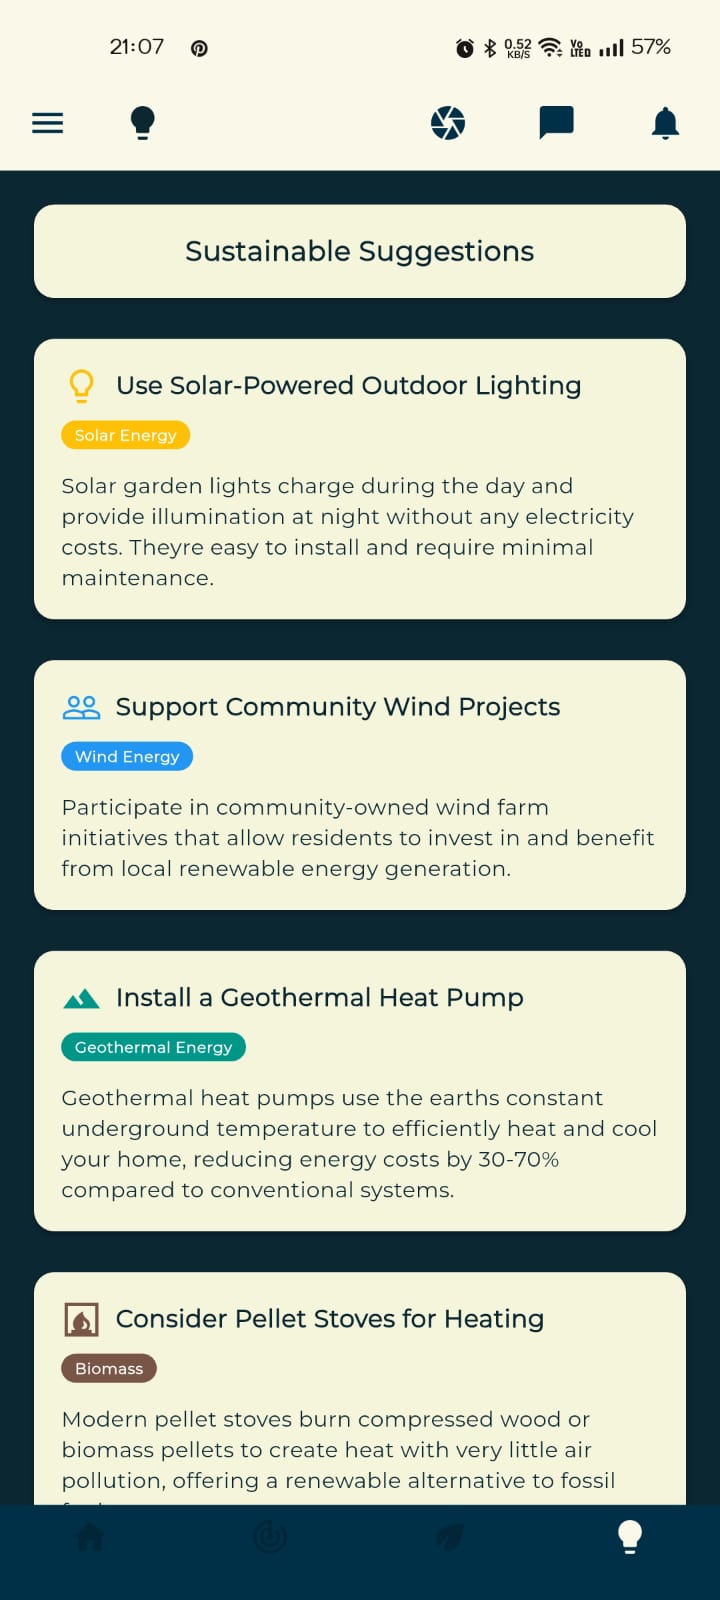 21:07
0.52 KB/S
Vo LTED
57%
Sustainable Suggestions
Use Solar-Powered Outdoor Lighting
Solar Energy
Solar garden lights charge during the day and
provide illumination at night without any electricity
costs. Theyre easy to install and require minimal
maintenance.
Support Community Wind Projects
Wind Energy
Participate in community-owned wind farm
initiatives that allow residents to invest in and benefit
from local renewable energy generation.
Install a Geothermal Heat Pump
Geothermal Energy
Geothermal heat pumps use the earths constant
underground temperature to efficiently heat and cool
your home, reducing energy costs by 30-70%
compared to conventional systems.
Consider Pellet Stoves for Heating
Biomass
Modern pellet stoves burn compressed wood or
biomass pellets to create heat with very little air
pollution, offering a renewable alternative to fossil